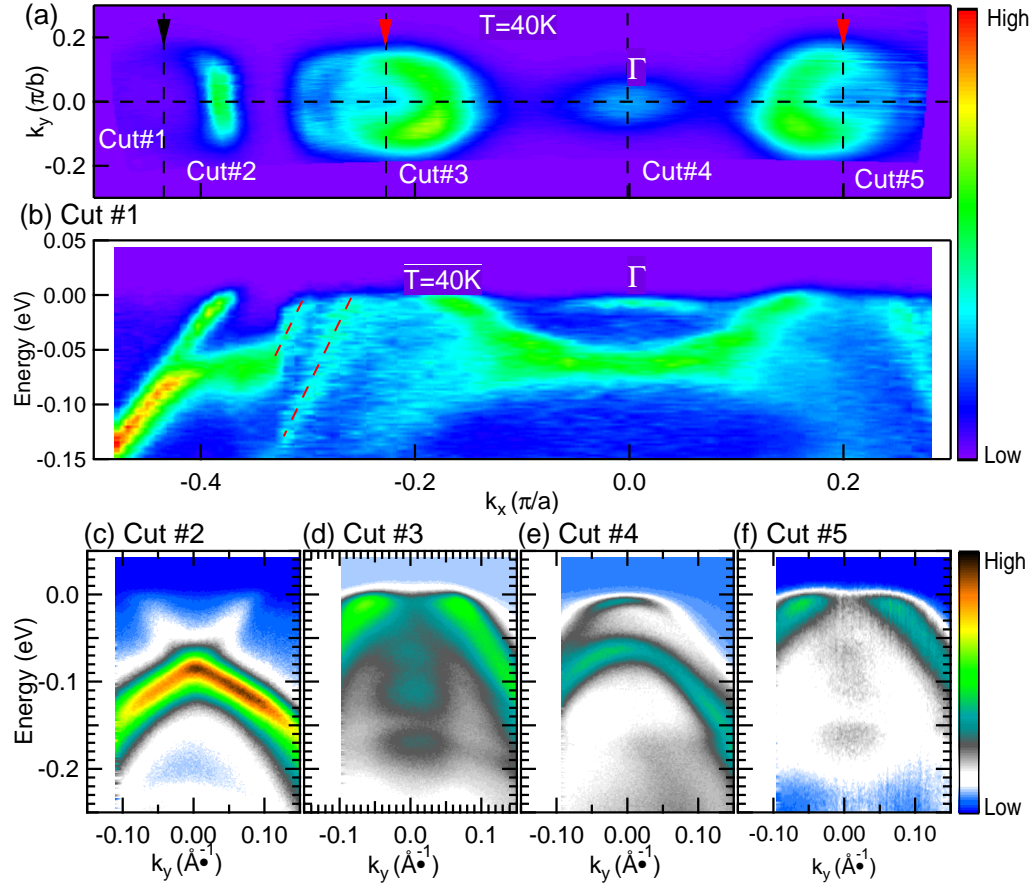 (a)
T=40K
High
Γ
0.2
0.0
-0.2
k_y (π/b)
Cut#1
Cut#2
Cut#3
Cut#4
Cut#5
(b) Cut #1
0.05
0.00
-0.05
-0.10
-0.15
Energy (eV)
T=40K
Γ
Low
-0.4
-0.2
0.0
0.2
k_x (π/a)
(c) Cut #2
(d) Cut #3
(e) Cut #4
(f) Cut #5
High
0.0
-0.1
-0.2
Energy (eV)
Low
-0.10
0.00
0.10
-0.1
0.0
0.1
-0.10
0.00
0.10
-0.10
0.00
0.10
k_y (Å•⁻¹)
k_y (Å•⁻¹)
k_y (Å•⁻¹)
k_y (Å•⁻¹)